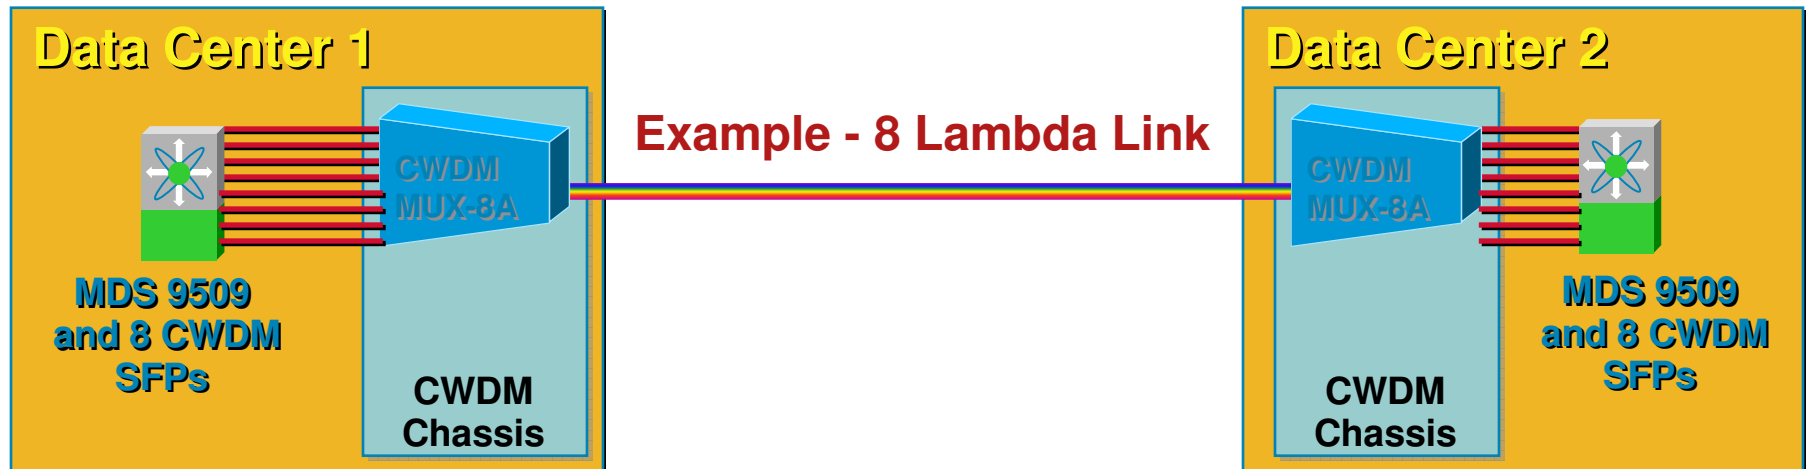 Data Center 1
Data Center 2
Example - 8 Lambda Link
CWDM
MUX-8A
CWDM
MUX-8A
MDS 9509
and 8 CWDM
SFPs
CWDM
Chassis
MDS 9509
and 8 CWDM
SFPs
CWDM
Chassis